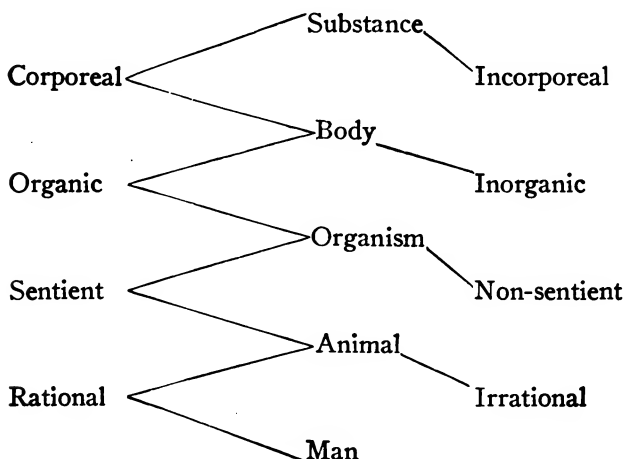 Substance
Corporeal Incorporeal
Body
Organic Inorganic
Organism
Sentient Non-sentient
Animal
Rational Irrational
Man